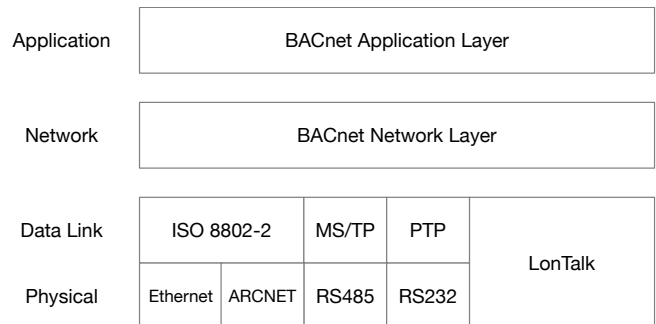 Application
BACnet Application Layer
Network
BACnet Network Layer
Data Link
ISO 8802-2
MS/TP
PTP
LonTalk
Physical
Ethernet
ARCNET
RS485
RS232